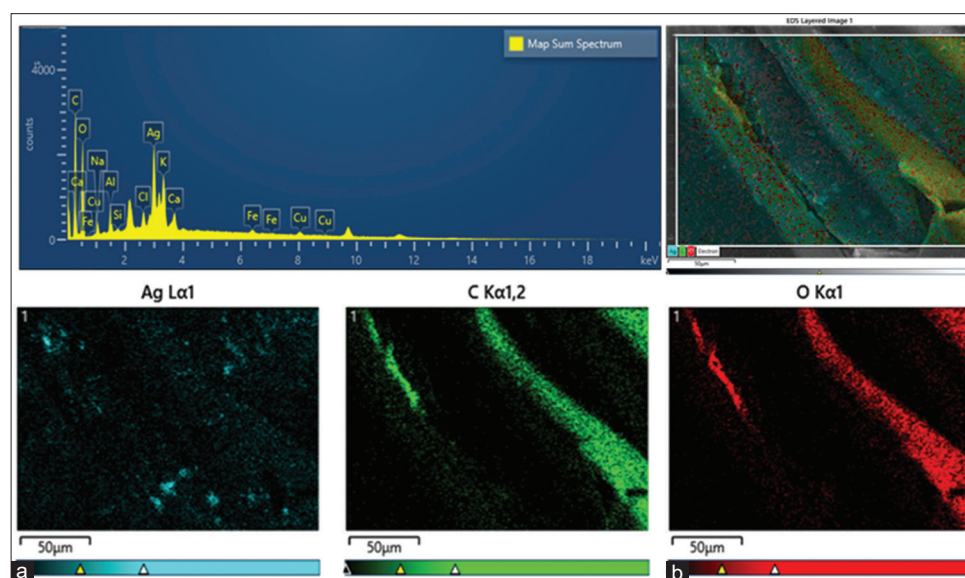 Map Sum Spectrum
4000
counts
0
C
O
Na
Ca
Cu
Al
Fe
Si
Cl
Ag
K
Ca
Fe
Fe
Cu
Cu
2
4
6
8
10
12
14
16
18
keV
EDS Layered Image 1
Ag
Electron
50µm
Ag Lα1
C Kα1,2
O Kα1
1
1
1
50µm
50µm
50µm
a
b